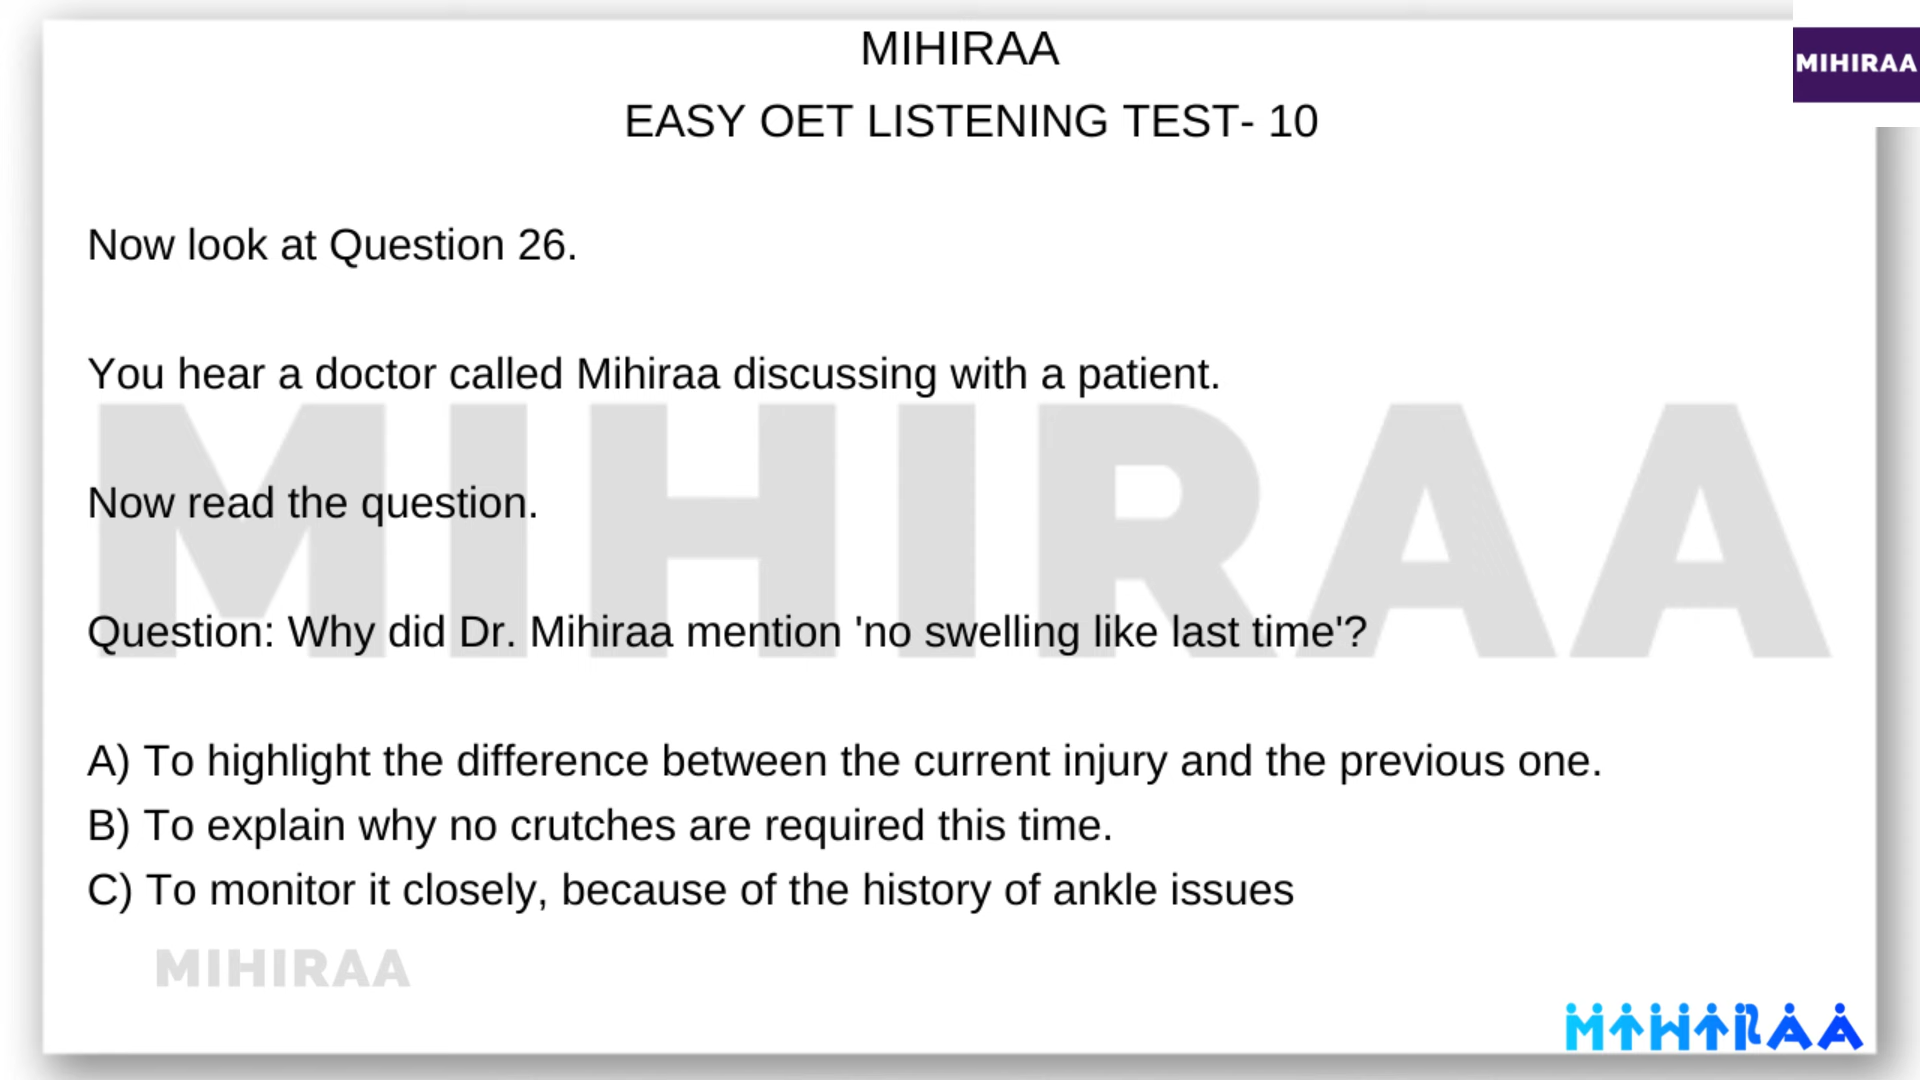 MIHIRAA
MIHIRAA
EASY OET LISTENING TEST- 10
Now look at Question 26.
You hear a doctor called Mihiraa discussing with a patient.
MIHIRAA
Now read the question.
Question: Why did Dr. Mihiraa mention 'no swelling like last time'?
A) To highlight the difference between the current injury and the previous one.
B) To explain why no crutches are required this time.
C) To monitor it closely, because of the history of ankle issues
MIHIRAA
MIHIRAA